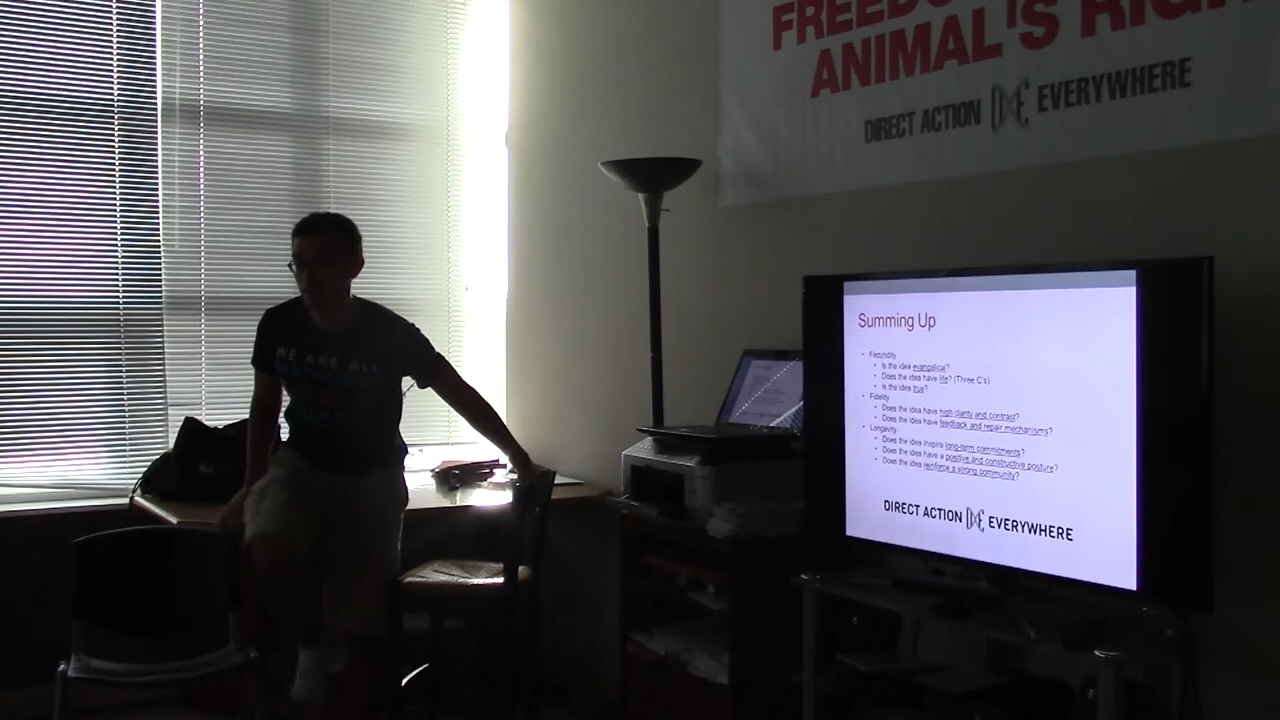 FREEDO
ANIMAL'S RIGH
DIRECT ACTION EVERYWHERE
WE ARE ALL
Summing Up
• Fecundity
• Is the idea evangelical?
• Does the idea have life? (Three C's)
• Is the idea true?
• Fidelity
• Does the idea have high clarity and contrast?
• Does the idea have feedback and repair mechanisms?
• Longevity
• Does the idea inspire long-term commitments?
• Does the idea have a positive and constructive posture?
• Does the idea reinforce a strong community?
DIRECT ACTION EVERYWHERE